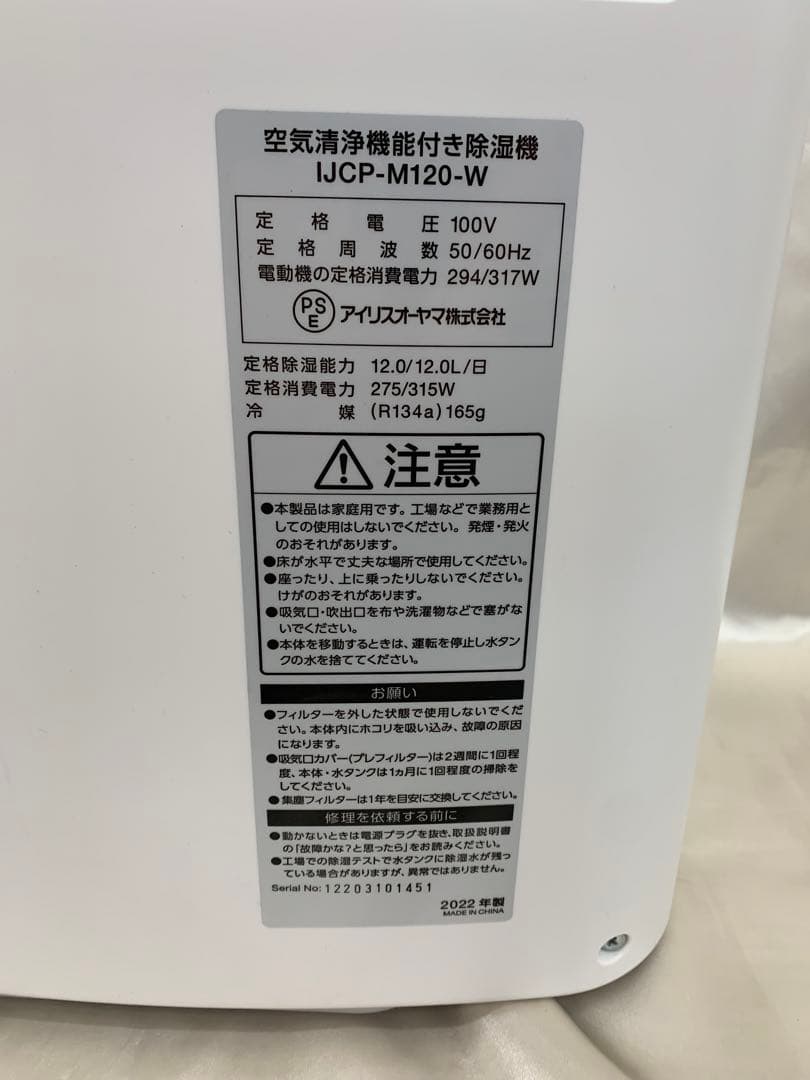 空気清浄機能付き除湿機
IJCP-M120-W
定格電圧 100V
定格周波数 50/60Hz
電動機の定格消費電力 294/317W
PS
E アイリスオーヤマ株式会社
定格除湿能力 12.0/12.0L/日
定格消費電力 275/315W
冷媒 (R134a)165g
注意
●本製品は家庭用です。工場などで業務用と
しての使用はしないでください。発煙・発火
のおそれがあります。
●床が水平で丈夫な場所で使用してください。
●座ったり、上に乗ったりしないでください。
けがのおそれがあります。
●吸気口・吹出口を布や洗濯物などで塞がな
いでください。
●本体を移動するときは、運転を停止し水タン
クの水を捨ててください。
お願い
●フィルターを外した状態で使用しないでくだ
さい。本体内にホコリを吸い込み、故障の原因
になります。
●吸気口カバー(プレフィルター)は2週間に1回程
度、本体・水タンクは1ヵ月に1回程度の掃除を
してください。
●集塵フィルターは1年を目安に交換してください。
修理を依頼する前に
●動かないときは電源プラグを抜き、取扱説明書
の「故障かな?と思ったら」をお読みください。
●工場での除湿テストで水タンクに除湿水が残っ
ている場合がありますが、異常ではありません。
Serial No: 12203101451
2022 年製
MADE IN CHINA